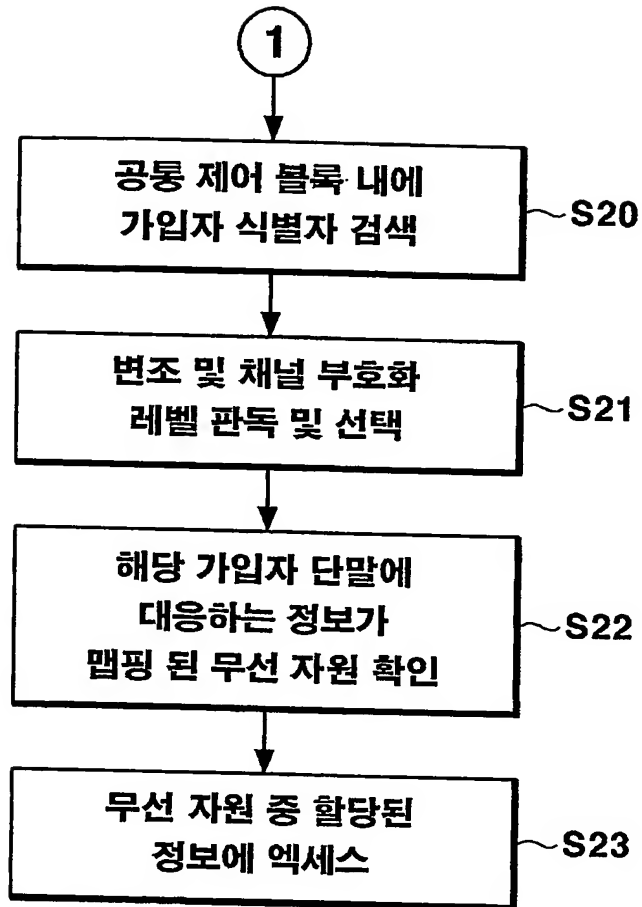 1
공통 제어 블록 내에
가입자 식별자 검색
S20
변조 및 채널 부호화
레벨 판독 및 선택
S21
해당 가입자 단말에
대응하는 정보가
맵핑 된 무선 자원 확인
S22
무선 자원 중 할당된
정보에 엑세스
S23